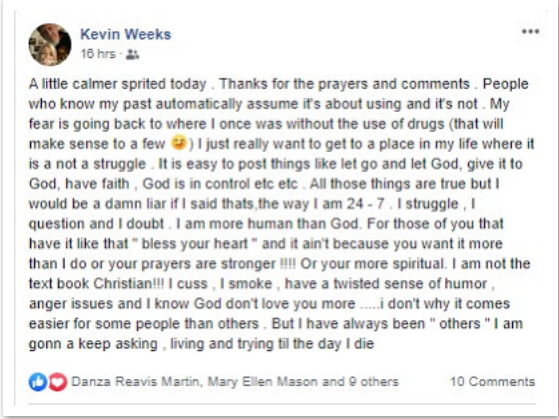 Kevin Weeks
16 hrs ·
A little calmer sprited today . Thanks for the prayers and comments . People
who know my past automatically assume it's about using and it's not . My
fear is going back to where I once was without the use of drugs (that will
make sense to a few 😉) I just really want to get to a place in my life where it
is a not a struggle . It is easy to post things like let go and let God, give it to
God, have faith , God is in control etc etc . All those things are true but I
would be a damn liar if I said thats,the way I am 24 - 7 . I struggle , I
question and I doubt . I am more human than God. For those of you that
have it like that " bless your heart " and it ain't because you want it more
than I do or your prayers are stronger !!!! Or your more spiritual. I am not the
text book Christian!!! I cuss , I smoke , have a twisted sense of humor ,
anger issues and I know God don't love you more .....i don't why it comes
easier for some people than others . But I have always been " others " I am
gonn a keep asking , living and trying til the day I die
Danza Reavis Martin, Mary Ellen Mason and 9 others 10 Comments